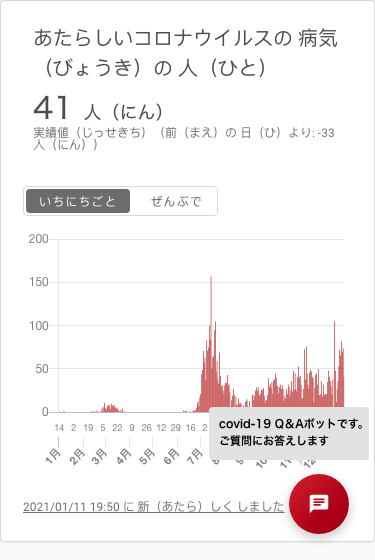 あたらしいコロナウイルスの 病気
（びょうき）の 人（ひと）
41 人（にん）
実績値（じっせきち）（前（まえ）の 日（ひ）より: -33
人（にん））
いちにちごと ぜんぶで
200
150
100
50
0
14 2 19 5 22 9 26 12 29 16 2
1月 2月 3月 4月 5月 6月 7月
covid-19 Q＆Aボットです。
ご質問にお答えします
2021/01/11 19:50 に 新（あたら）しく しました